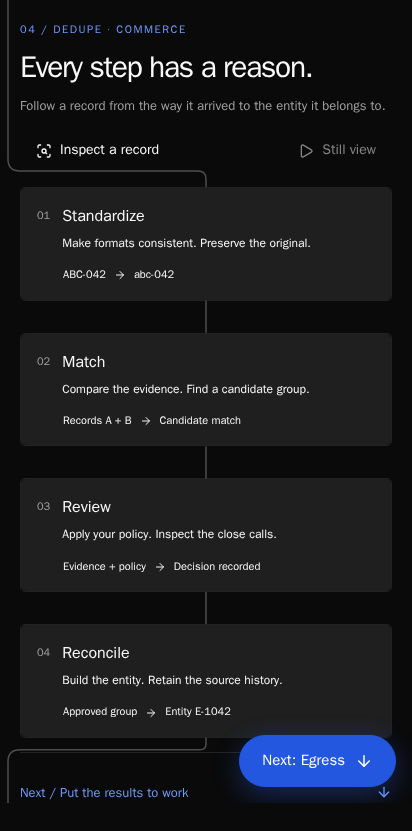 04 / DEDUPE · COMMERCE
Every step has a reason.
Follow a record from the way it arrived to the entity it belongs to.
Inspect a record
Still view
01 Standardize
Make formats consistent. Preserve the original.
ABC-042 → abc-042
02 Match
Compare the evidence. Find a candidate group.
Records A + B → Candidate match
03 Review
Apply your policy. Inspect the close calls.
Evidence + policy → Decision recorded
04 Reconcile
Build the entity. Retain the source history.
Approved group → Entity E-1042
Next: Egress ↓
Next / Put the results to work ↓